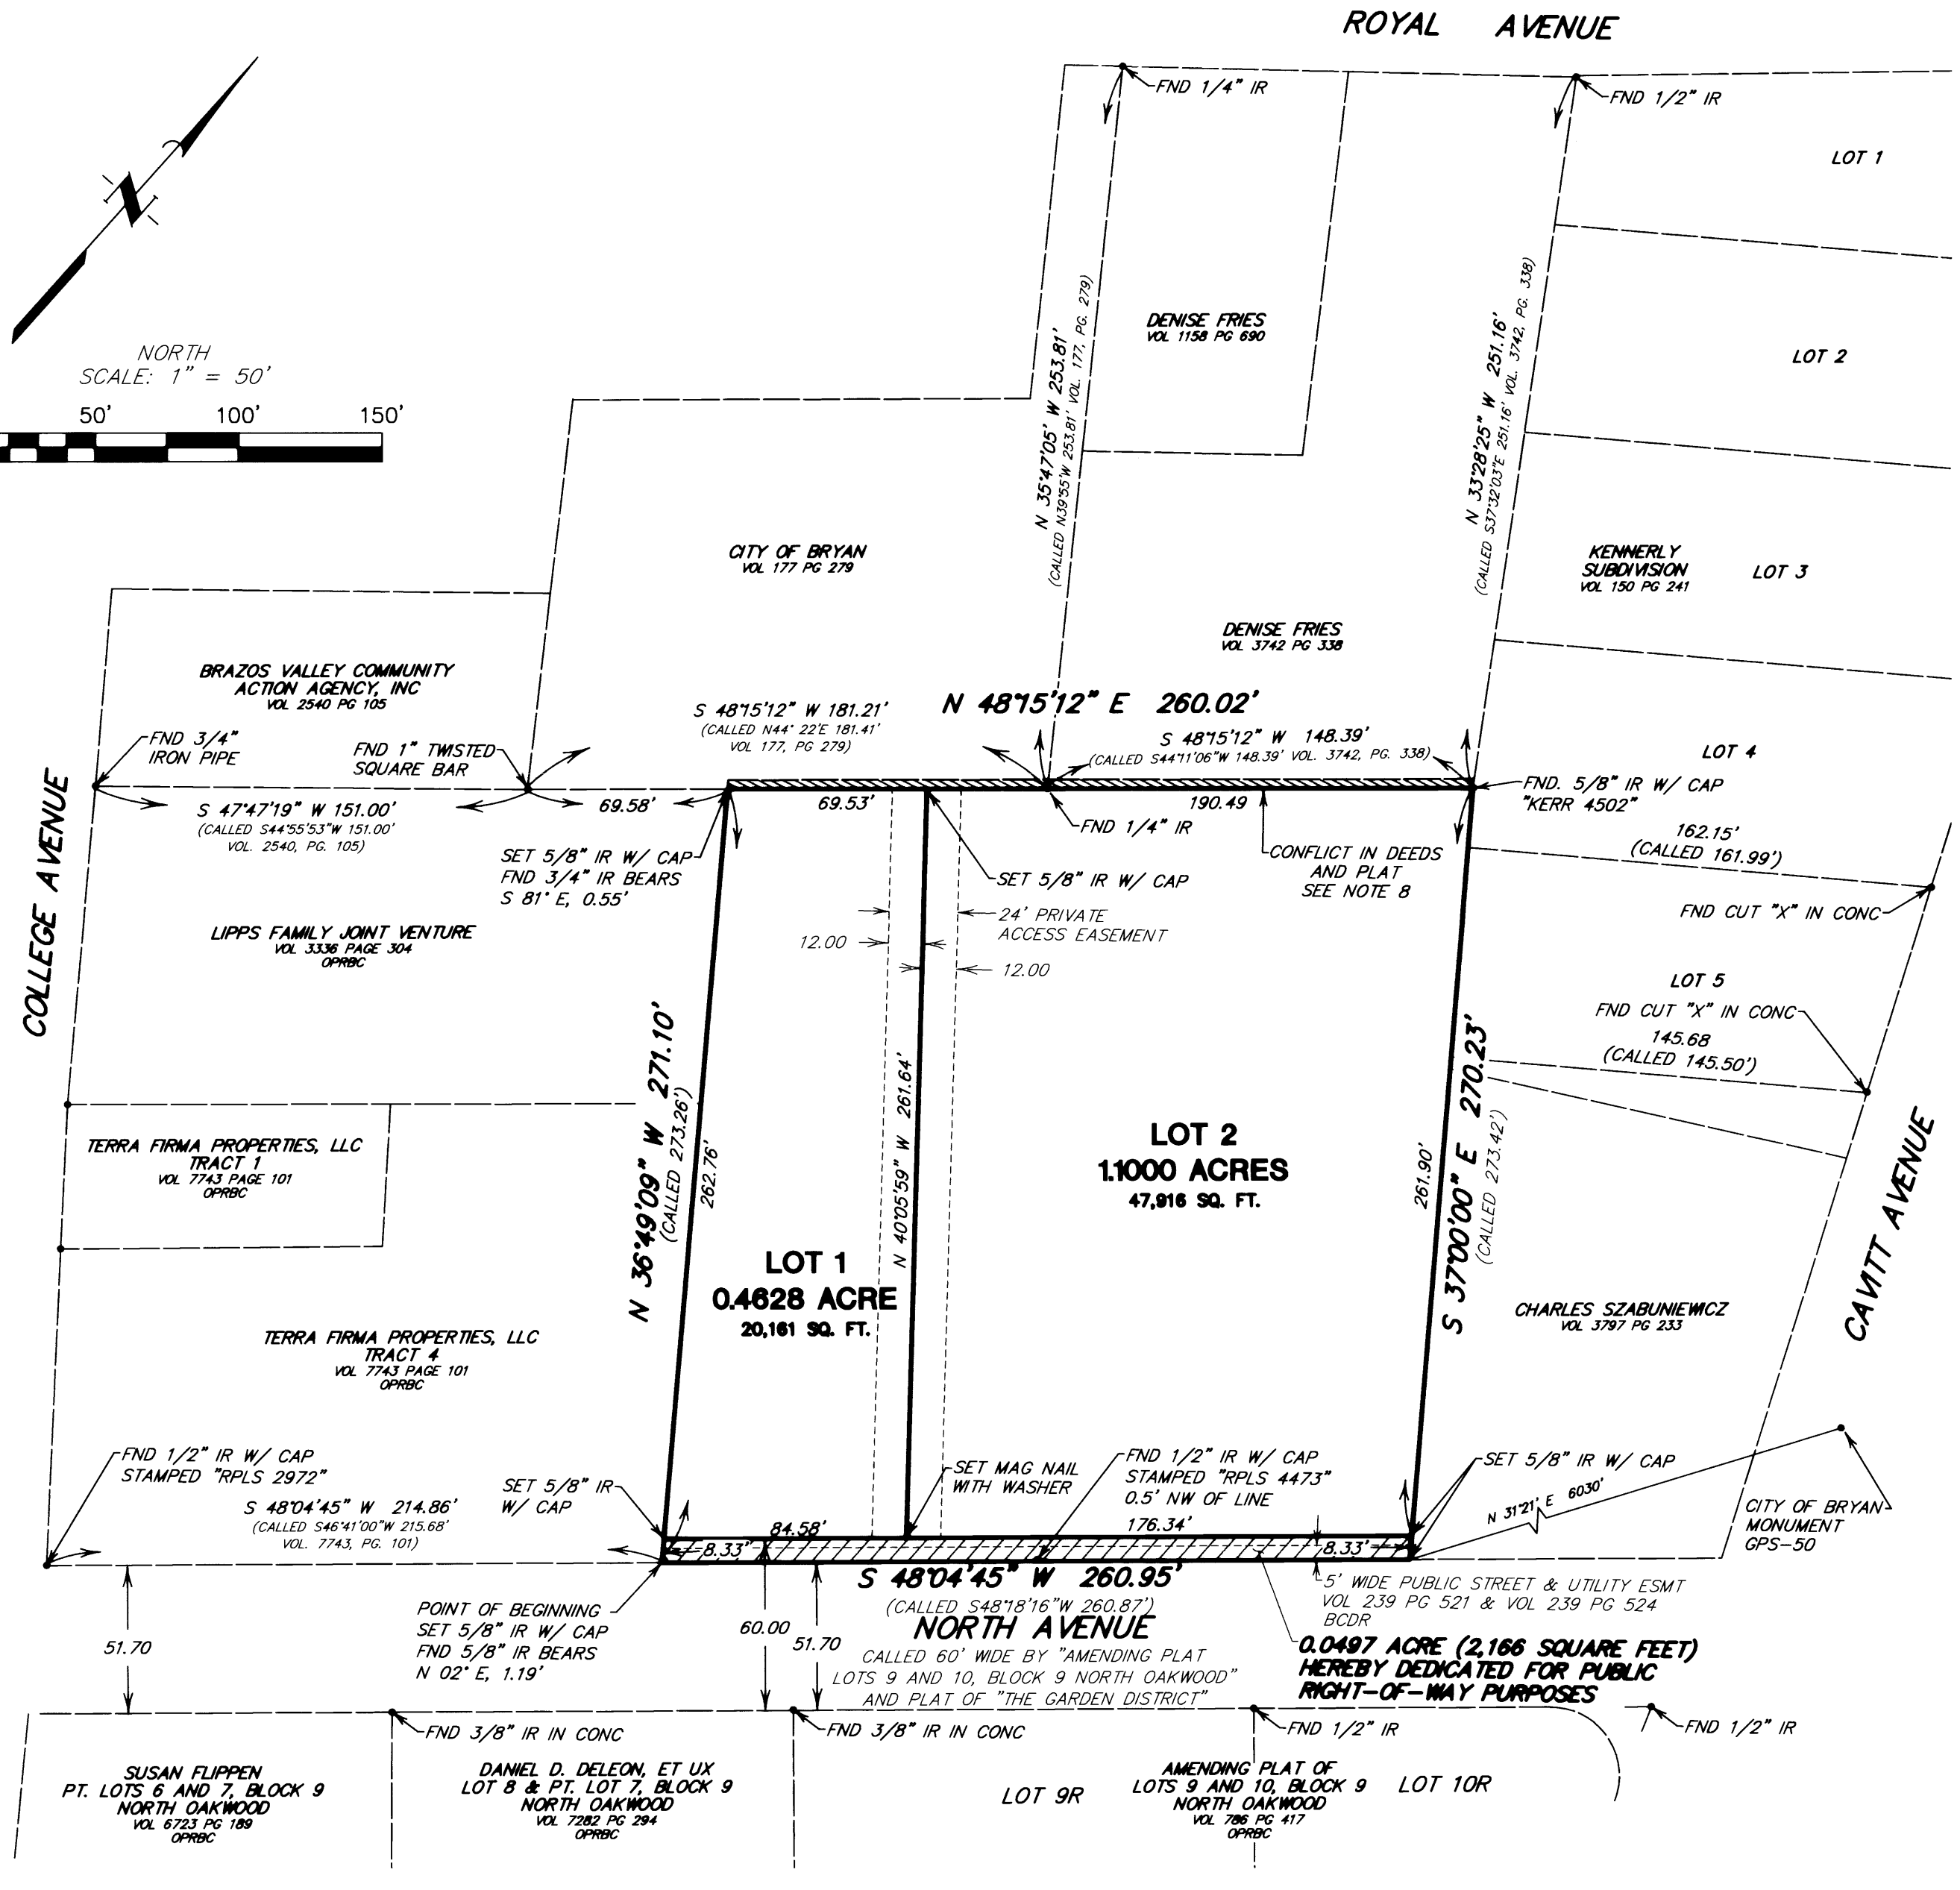 ROYAL AVENUE
FND 1/4" IR
FND 1/2" IR
LOT 1
NORTH
SCALE: 1" = 50'
50' 100' 150'
DENISE FRIES
VOL 1158 PG 690
LOT 2
N 35°47'05' W 253.81'
(CALLED N39°55'W 253.81' VOL. 177, PG. 279)
N 33°28'25" W 251.16'
(CALLED S37°32'03"E 251.16' VOL. 3742, PG. 338)
CITY OF BRYAN
VOL 177 PG 279
KENNERLY
SUBDIVISION
VOL 150 PG 241
LOT 3
DENISE FRIES
VOL 3742 PG 338
BRAZOS VALLEY COMMUNITY
ACTION AGENCY, INC
VOL 2540 PG 105
S 48°15'12" W 181.21'
(CALLED N44° 22'E 181.41'
VOL 177, PG 279)
N 48°15'12" E 260.02'
S 48°15'12" W 148.39'
(CALLED S44°11'06"W 148.39' VOL. 3742, PG. 338)
LOT 4
FND 3/4"
IRON PIPE
FND 1" TWISTED
SQUARE BAR
FND. 5/8" IR W/ CAP
"KERR 4502"
COLLEGE AVENUE
S 47°47'19" W 151.00'
(CALLED S44°55'53"W 151.00'
VOL. 2540, PG. 105)
69.58'
69.53'
190.49
FND 1/4" IR
162.15'
(CALLED 161.99')
SET 5/8" IR W/ CAP
FND 3/4" IR BEARS
S 81° E, 0.55'
SET 5/8" IR W/ CAP
CONFLICT IN DEEDS
AND PLAT
SEE NOTE 8
FND CUT "X" IN CONC
24' PRIVATE
ACCESS EASEMENT
12.00
12.00
LIPPS FAMILY JOINT VENTURE
VOL 3336 PAGE 304
OPRBC
LOT 5
FND CUT "X" IN CONC
145.68
(CALLED 145.50')
N 36°49'09" W 271.10'
(CALLED 273.26')
262.76'
N 40°05'59" W 261.64'
261.90'
S 37°00'00" E 270.23'
(CALLED 273.42')
CAVITT AVENUE
TERRA FIRMA PROPERTIES, LLC
TRACT 1
VOL 7743 PAGE 101
OPRBC
LOT 2
1.1000 ACRES
47,916 SQ. FT.
LOT 1
0.4628 ACRE
20,161 SQ. FT.
CHARLES SZABUNIEWICZ
VOL 3797 PG 233
TERRA FIRMA PROPERTIES, LLC
TRACT 4
VOL 7743 PAGE 101
OPRBC
FND 1/2" IR W/ CAP
STAMPED "RPLS 2972"
S 48°04'45" W 214.86'
(CALLED S46°41'00"W 215.68'
VOL. 7743, PG. 101)
SET 5/8" IR
W/ CAP
SET MAG NAIL
WITH WASHER
FND 1/2" IR W/ CAP
STAMPED "RPLS 4473"
0.5' NW OF LINE
SET 5/8" IR W/ CAP
N 31°21' E 6030'
CITY OF BRYAN
MONUMENT
GPS-50
84.58'
176.34'
8.33'
8.33'
S 48°04'45" W 260.95'
(CALLED S48°18'16"W 260.87')
NORTH AVENUE
CALLED 60' WIDE BY "AMENDING PLAT
LOTS 9 AND 10, BLOCK 9 NORTH OAKWOOD"
AND PLAT OF "THE GARDEN DISTRICT"
5' WIDE PUBLIC STREET & UTILITY ESMT
VOL 239 PG 521 & VOL 239 PG 524
BCDR
0.0497 ACRE (2,166 SQUARE FEET)
HEREBY DEDICATED FOR PUBLIC
RIGHT-OF-WAY PURPOSES
POINT OF BEGINNING
SET 5/8" IR W/ CAP
FND 5/8" IR BEARS
N 02° E, 1.19'
51.70
60.00
51.70
FND 3/8" IR IN CONC
FND 3/8" IR IN CONC
FND 1/2" IR
FND 1/2" IR
SUSAN FLIPPEN
PT. LOTS 6 AND 7, BLOCK 9
NORTH OAKWOOD
VOL 6723 PG 189
OPRBC
DANIEL D. DELEON, ET UX
LOT 8 & PT. LOT 7, BLOCK 9
NORTH OAKWOOD
VOL 7282 PG 294
OPRBC
LOT 9R
AMENDING PLAT OF
LOTS 9 AND 10, BLOCK 9
NORTH OAKWOOD
VOL 786 PG 417
OPRBC
LOT 10R